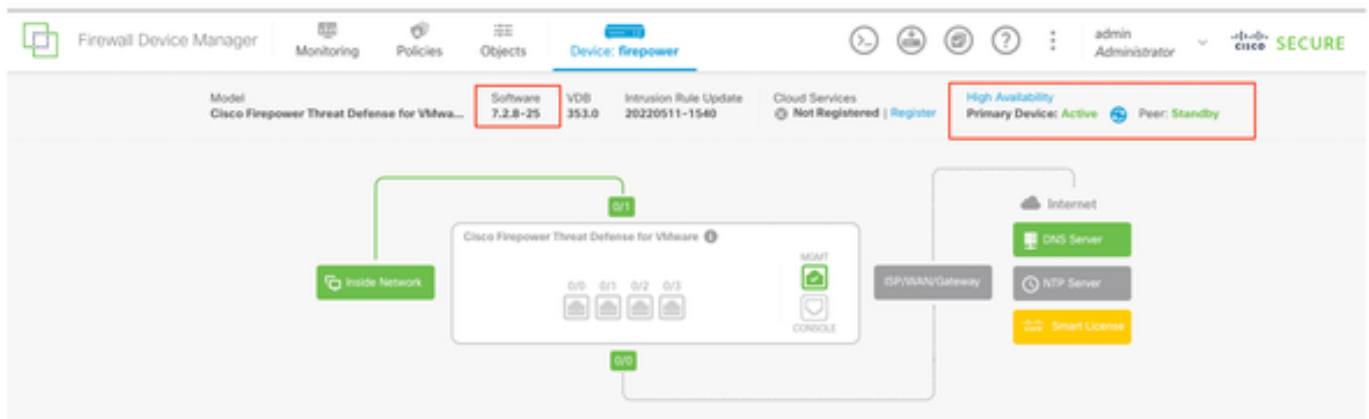 Firewall Device Manager
Monitoring
Policies
Objects
Device: firepower
admin
Administrator
cisco SECURE
Model
Cisco Firepower Threat Defense for VMwa...
Software
7.2.8-25
VDB
353.0
Intrusion Rule Update
20220511-1540
Cloud Services
Not Registered | Register
High Availability
Primary Device: Active Peer: Standby
0/1
Internet
Cisco Firepower Threat Defense for VMware
DNS Server
MGMT
Inside Network
0/0 0/1 0/2 0/3
ISP/WAN/Gateway
NTP Server
CONSOLE
Smart License
0/0